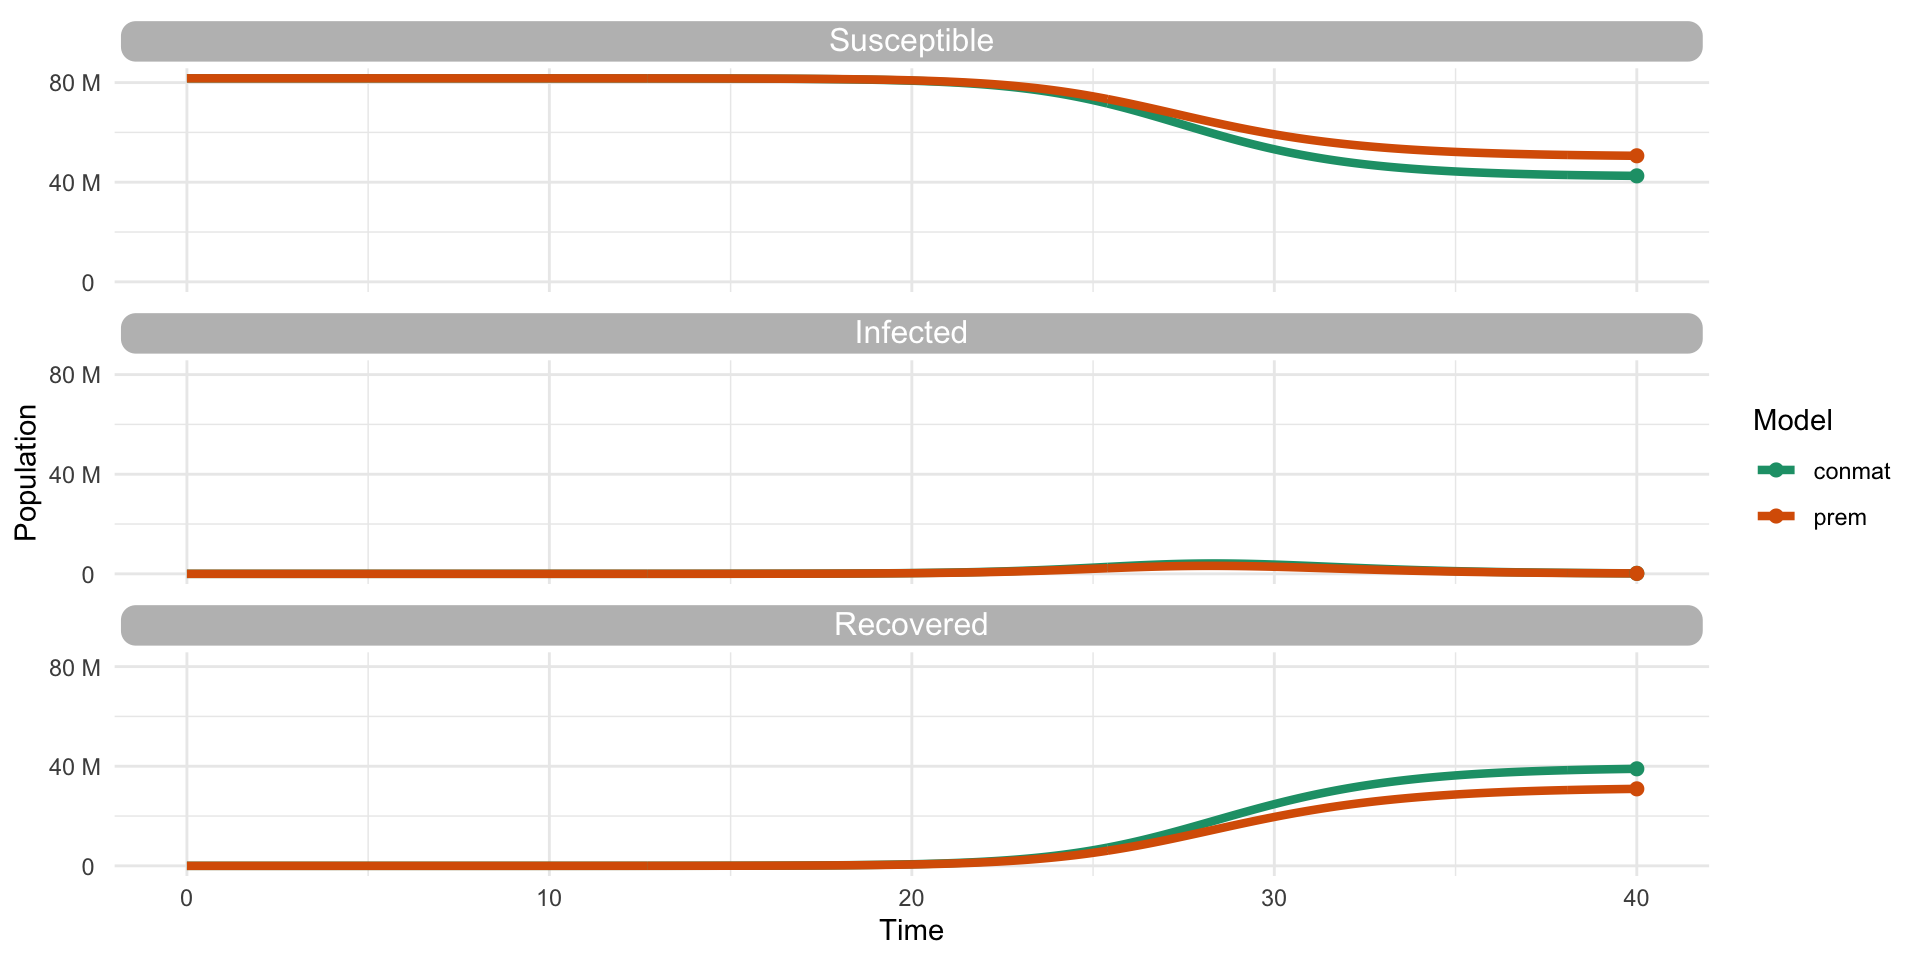 Susceptible
80 M
40 M
0
Infected
80 M
40 M
0
Recovered
80 M
40 M
0
0 10 20 30 40
Time
Population
Model
conmat
prem